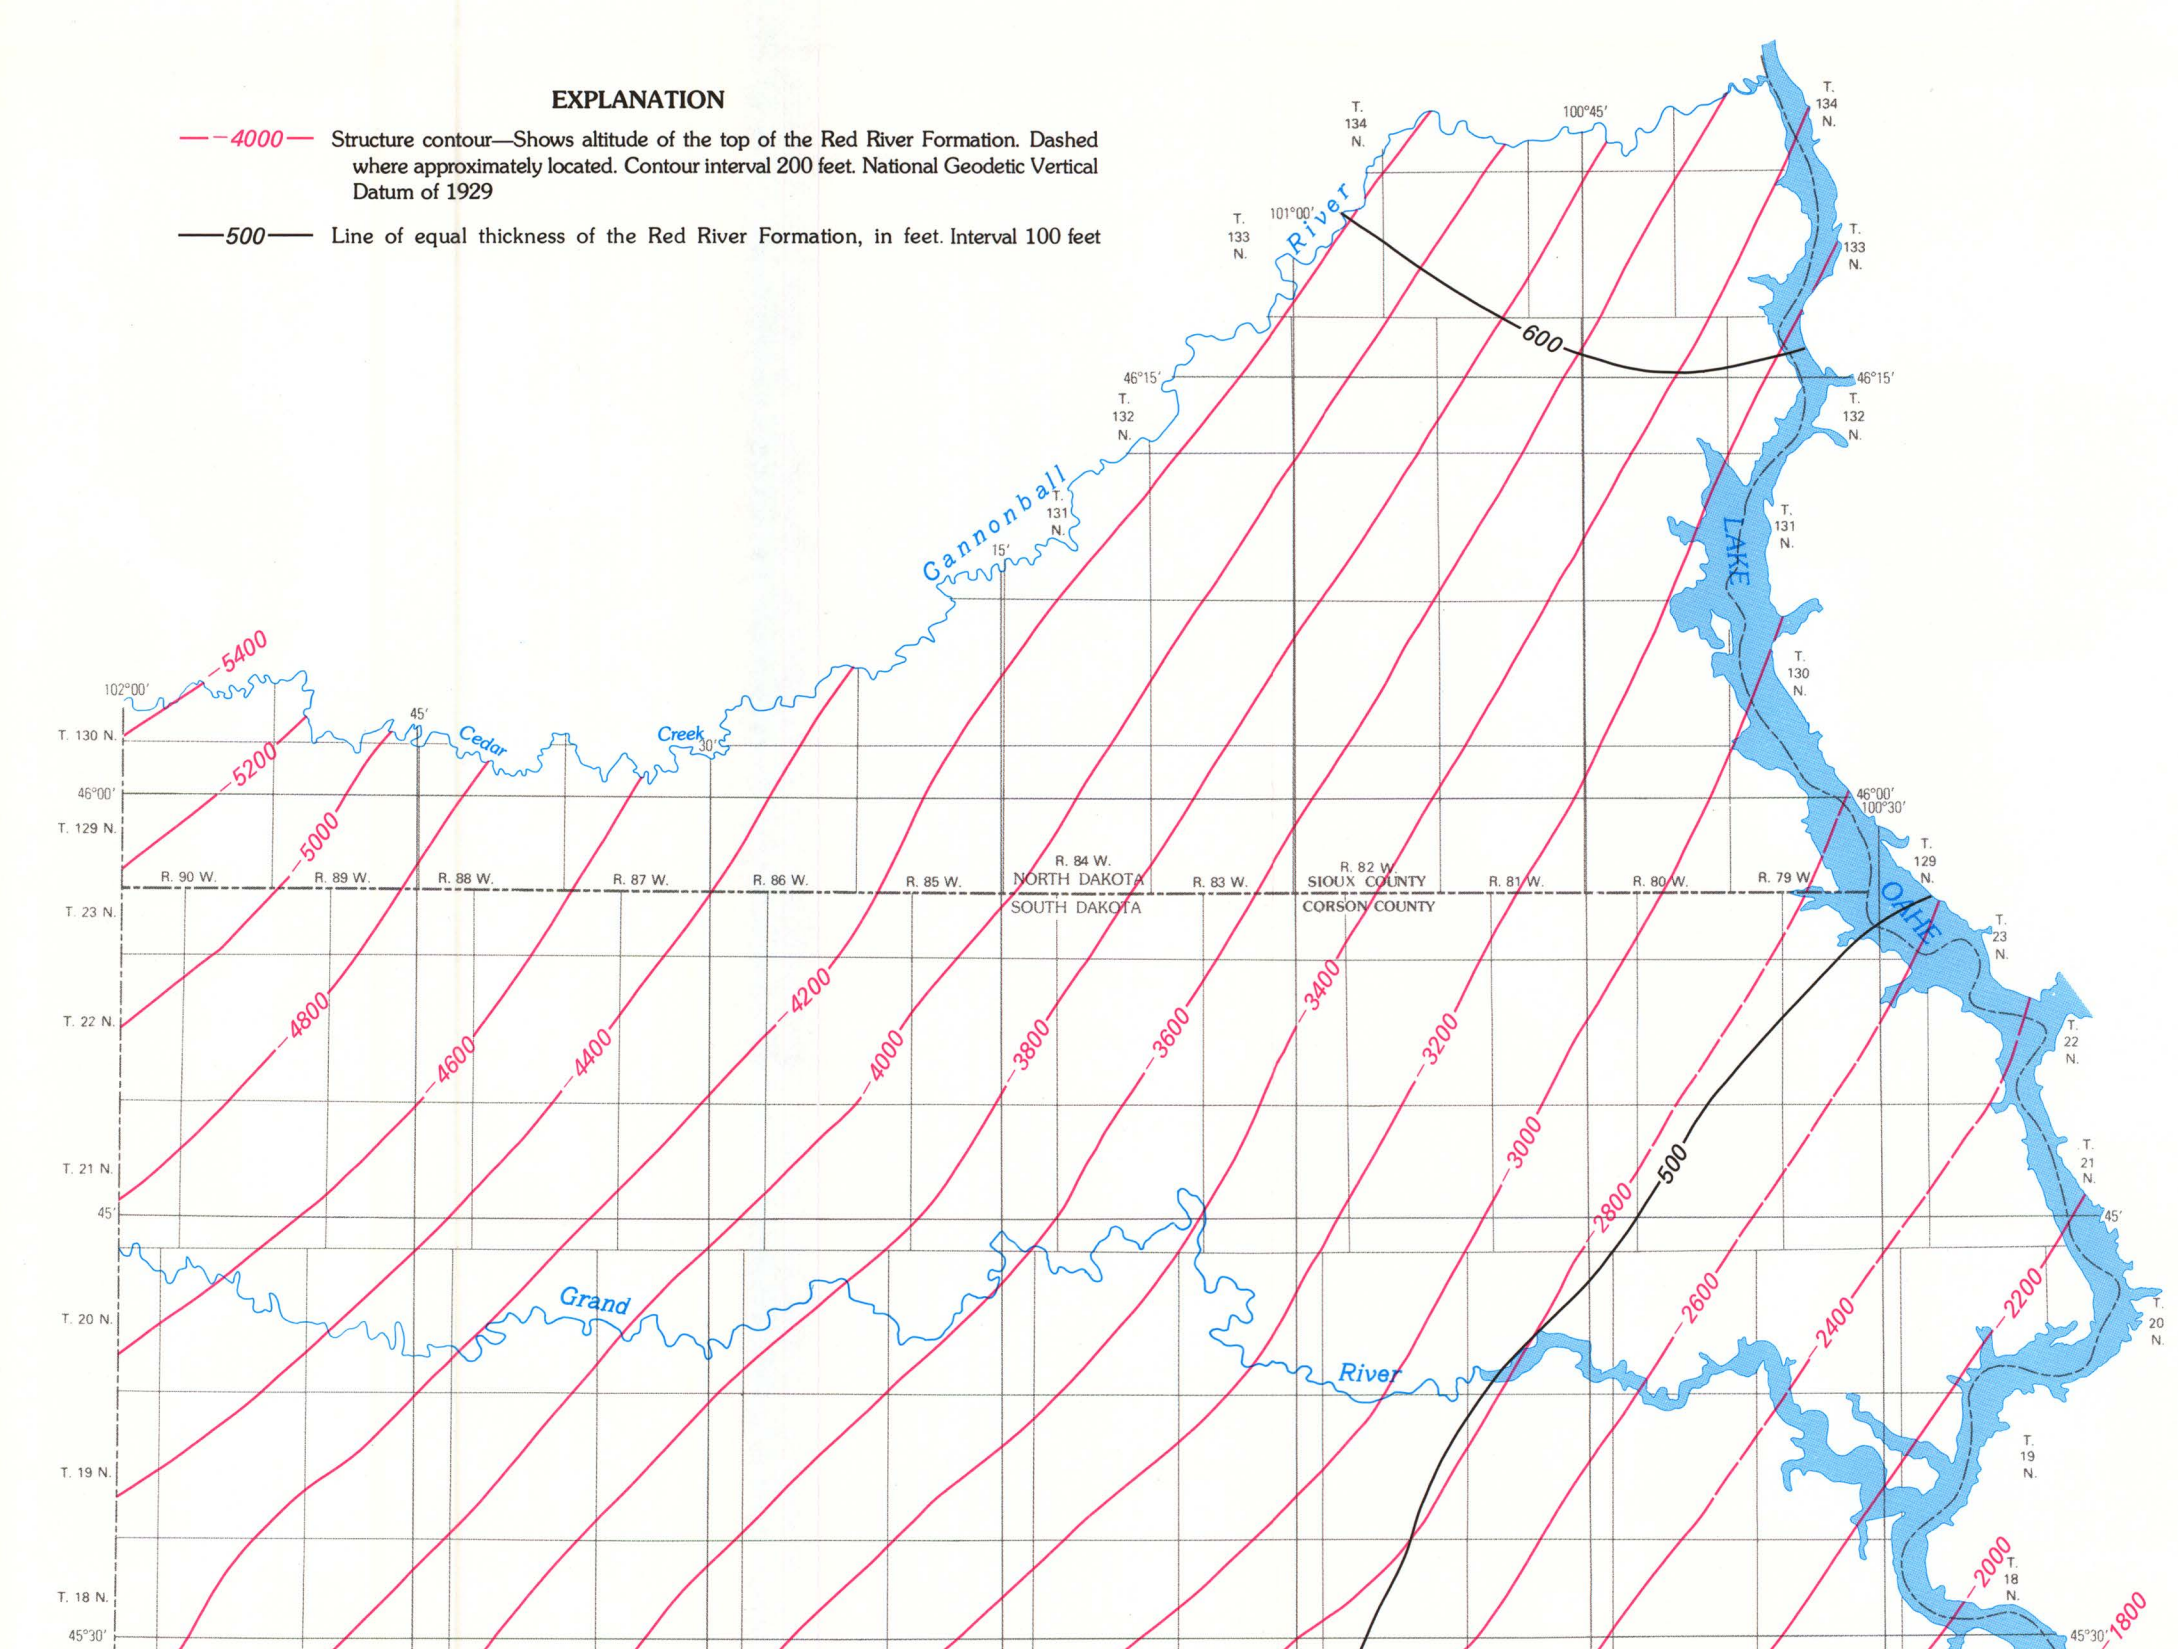 EXPLANATION
—4000— Structure contour—Shows altitude of the top of the Red River Formation. Dashed
where approximately located. Contour interval 200 feet. National Geodetic Vertical
Datum of 1929
—500— Line of equal thickness of the Red River Formation, in feet. Interval 100 feet
T.
134
N.
100°45′
T.
134
N.
T.
133
N.
101°00′
River
T.
133
N.
600
46°15′
46°15′
T.
132
N.
T.
132
N.
Cannonball
T.
131
N.
15′
LAKE
T.
131
N.
5400
102°00′
T.
130
N.
T. 130 N.
45′
Cedar
Creek
30′
5200
46°00′
46°00′
100°30′
T. 129 N.
5000
T.
129
N.
R. 90 W.
R. 89 W.
R. 88 W.
R. 87 W.
R. 86 W.
R. 85 W.
R. 84 W.
R. 83 W.
R. 82 W.
R. 81 W.
R. 80 W.
R. 79 W.
NORTH DAKOTA
SIOUX COUNTY
SOUTH DAKOTA
CORSON COUNTY
OAHE
T. 23 N.
T.
23
N.
T. 22 N.
4800
4600
4400
4200
4000
3800
3600
3400
3200
T.
22
N.
T. 21 N.
3000
500
T.
21
N.
2800
45′
45′
Grand
T. 20 N.
2600
2400
2200
T.
20
N.
River
T. 19 N.
T.
19
N.
T. 18 N.
2000
T.
18
N.
1800
45°30′
45°30′